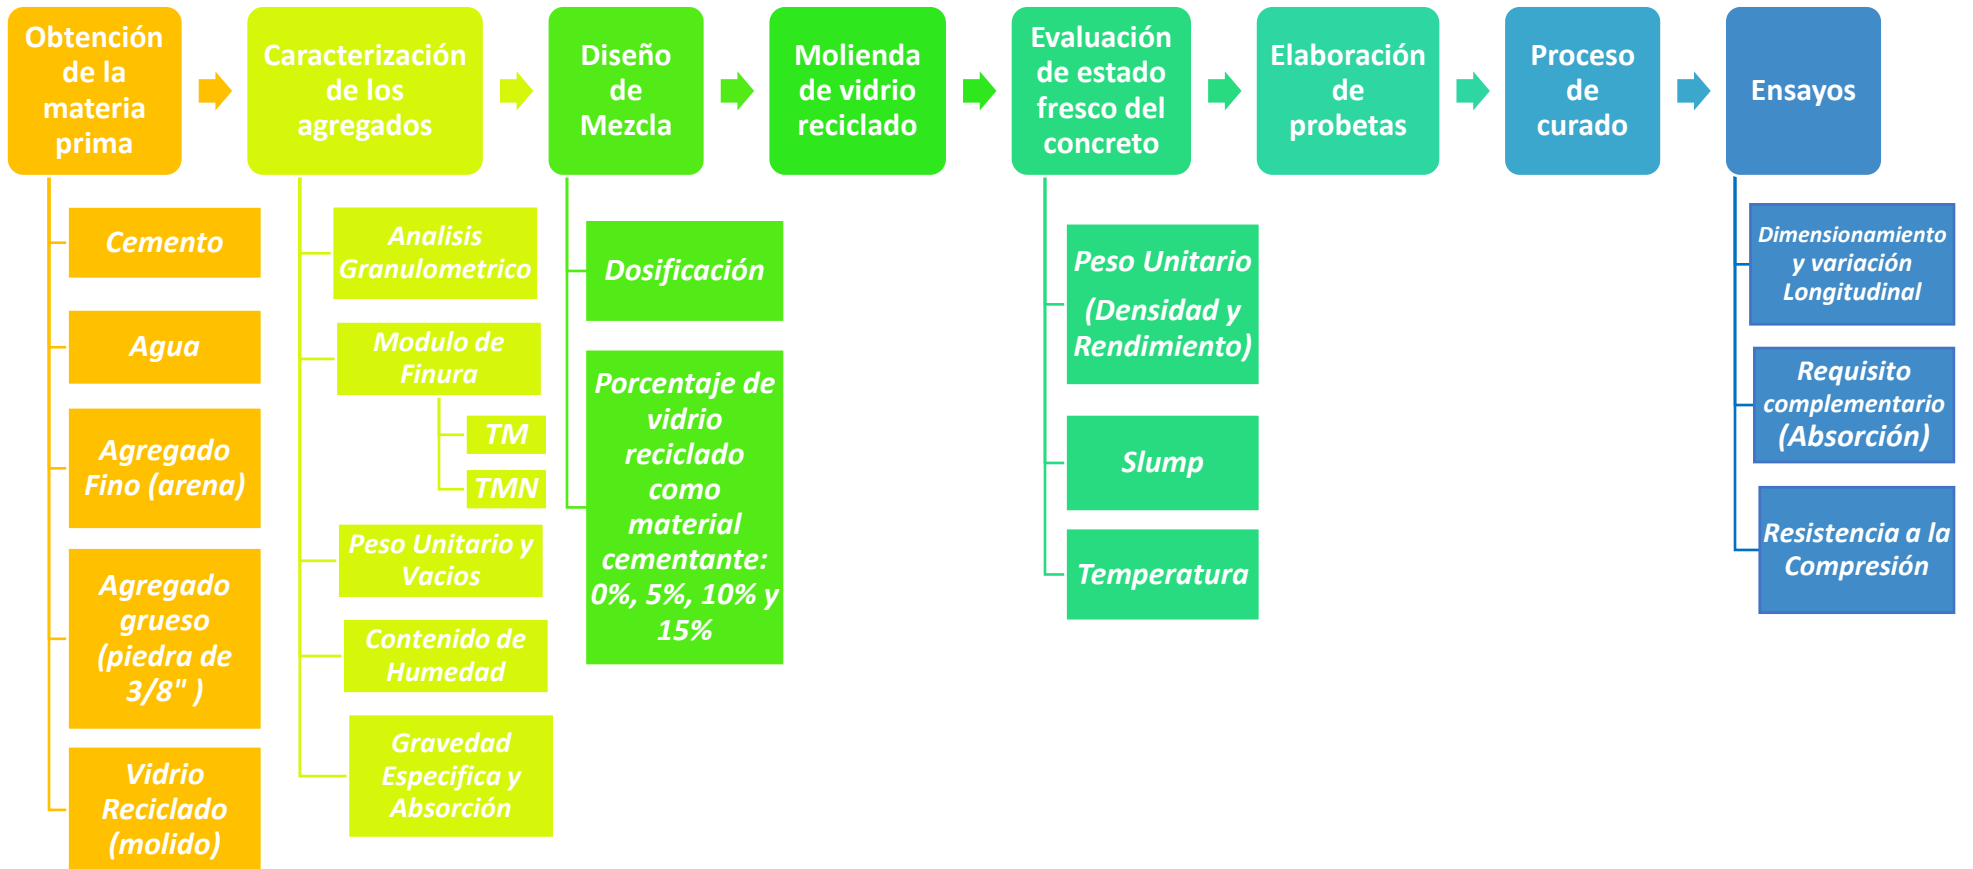 Obtención
de la
materia
prima
Caracterización
de los
agregados
Diseño
de
Mezcla
Molienda
de vidrio
reciclado
Evaluación
de estado
fresco del
concreto
Elaboración
de
probetas
Proceso
de
curado
Ensayos
Cemento
Agua
Agregado
Fino (arena)
Agregado
grueso
(piedra de
3/8" )
Vidrio
Reciclado
(molido)
Analisis
Granulometrico
Modulo de
Finura
TM
TMN
Peso Unitario y
Vacios
Contenido de
Humedad
Gravedad
Especifica y
Absorción
Dosificación
Porcentaje de
vidrio
reciclado
como
material
cementante:
0%, 5%, 10% y
15%
Peso Unitario
(Densidad y
Rendimiento)
Slump
Temperatura
Dimensionamiento
y variación
Longitudinal
Requisito
complementario
(Absorción)
Resistencia a la
Compresión